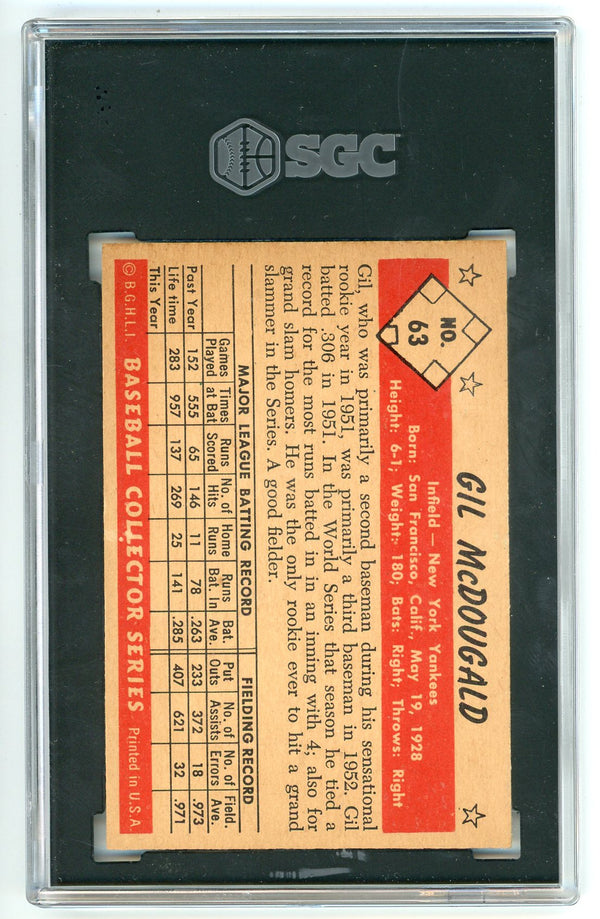 SGC
NO.
63
GIL McDOUGALD
Infield — New York Yankees
Born: San Francisco, Calif., May 19, 1928
Height: 6-1; Weight: 180; Bats: Right; Throws: Right
Gil, who was primarily a second baseman during his sensational
rookie year in 1951, was primarily a third baseman in 1952. Gil
batted .306 in 1951. In the World Series that season he tied a
record for the most runs batted in in an inning with 4; also for
grand slam homers. He was the only rookie ever to hit a grand
slammer in the Series. A good fielder.
MAJOR LEAGUE BATTING RECORD FIELDING RECORD
Games Times Runs No. of Home Runs Bat. Put No. of No. of Field.
Played at Bat Scored Hits Runs Bat. In Ave. Outs Assists Errors Ave.
Past Year 152 555 65 146 11 78 .263 233 372 18 .973
Life time 283 957 137 269 25 141 .285 407 621 32 .971
This Year
© B.G.H.L.I. BASEBALL COLLECTOR SERIES Printed in U.S.A.